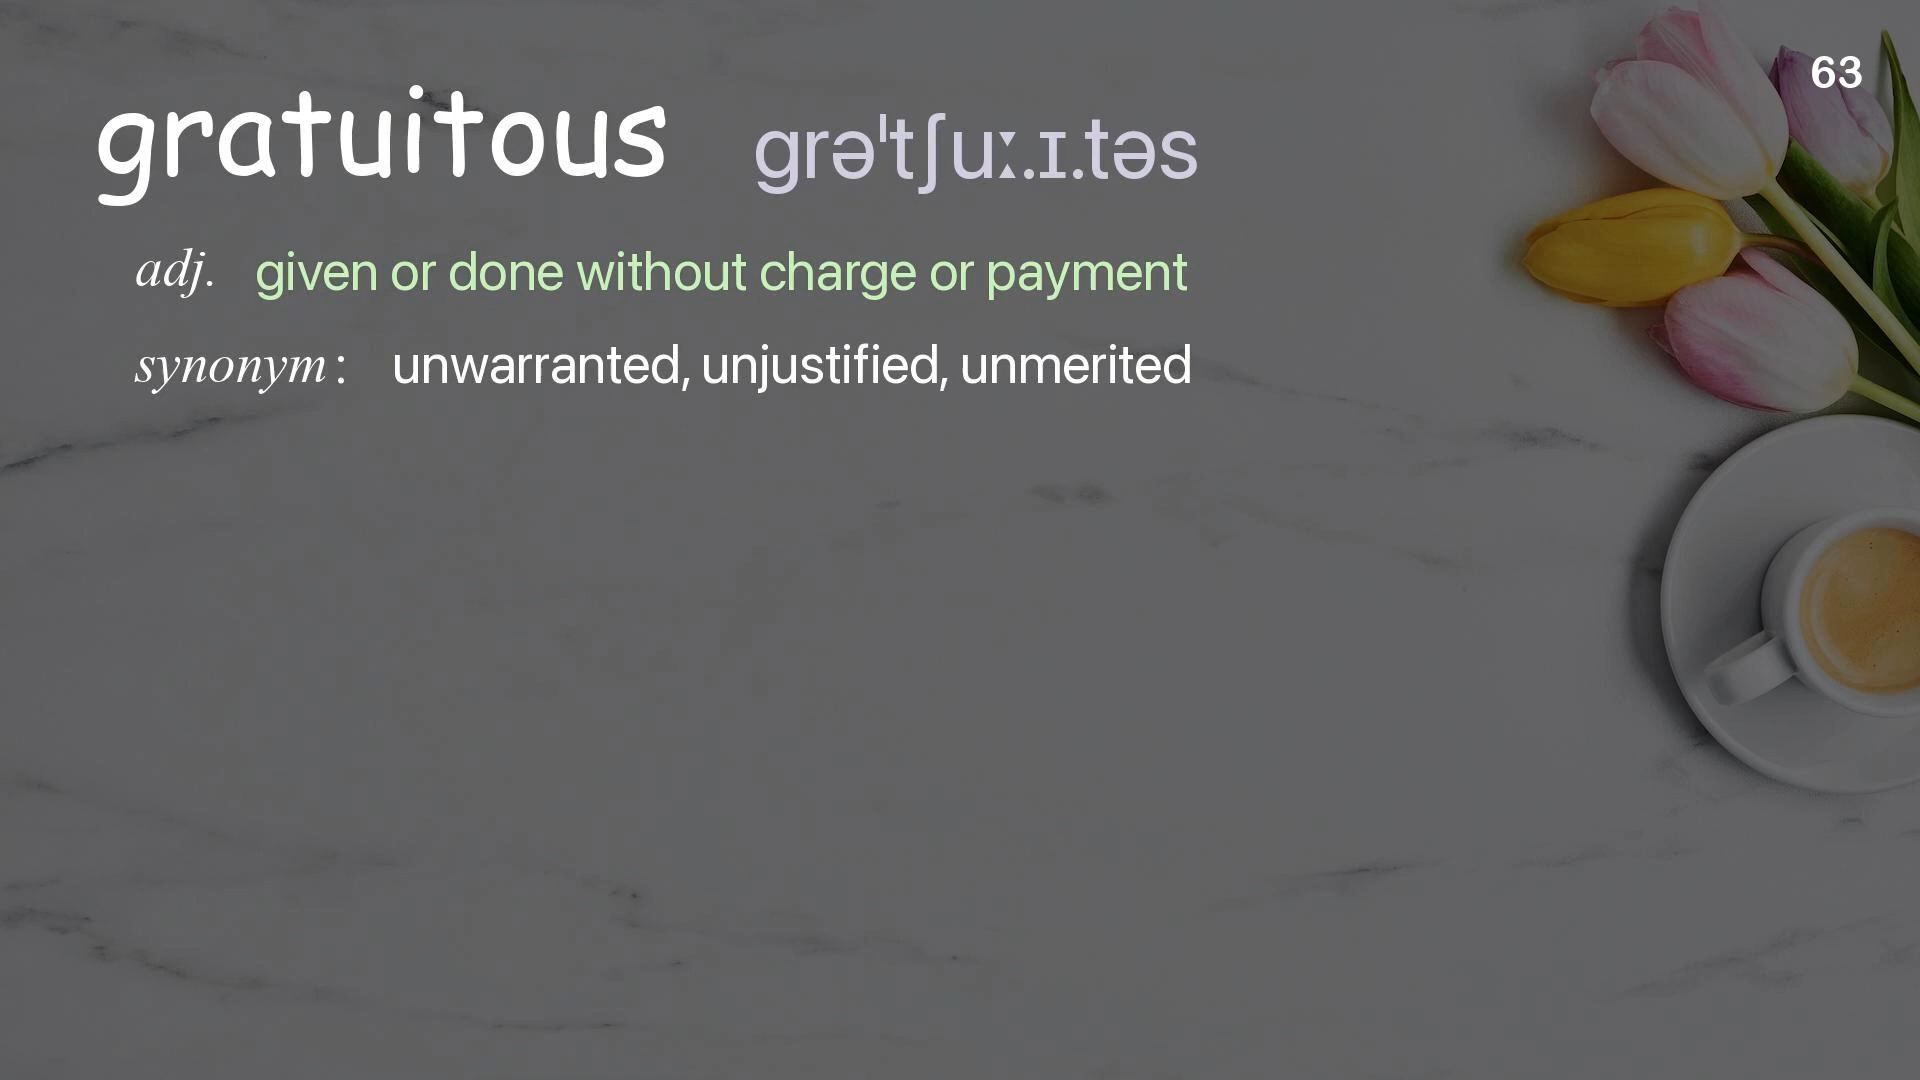 63
gratuitous grəˈtʃuː.ɪ.təs
adj. given or done without charge or payment
synonym : unwarranted, unjustified, unmerited